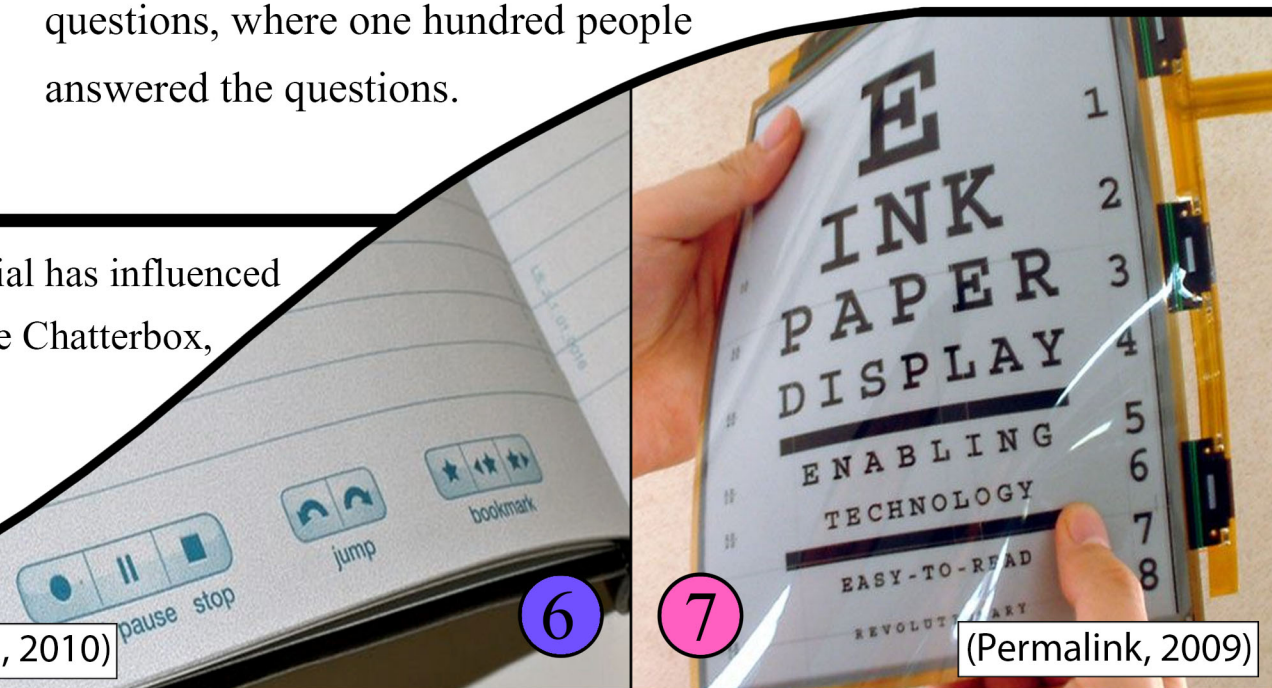 questions, where one hundred people
answered the questions.
ial has influenced
e Chatterbox,
pause stop
jump
bookmark
, 2010)
6
7
E 1
INK 2
PAPER 3
DISPLAY 4
5
ENABLING 6
TECHNOLOGY 7
EASY-TO-READ 8
(Permalink, 2009)